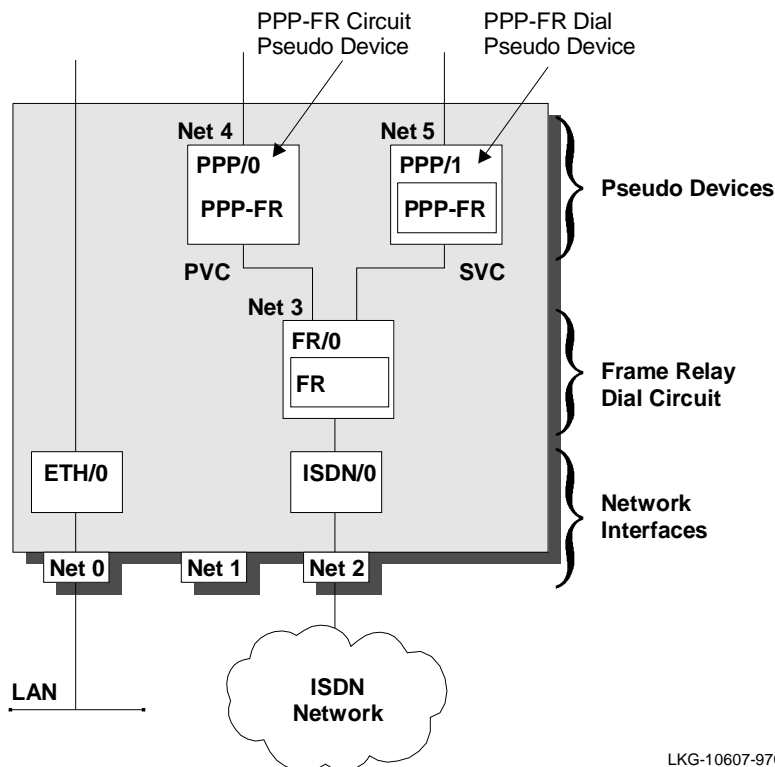 PPP-FR Circuit
Pseudo Device
PPP-FR Dial
Pseudo Device
Net 4
Net 5
PPP/0
PPP-FR
PPP/1
PPP-FR
Pseudo Devices
PVC
SVC
Net 3
FR/0
FR
Frame Relay
Dial Circuit
ETH/0
ISDN/0
Network
Interfaces
Net 0
Net 1
Net 2
LAN
ISDN
Network